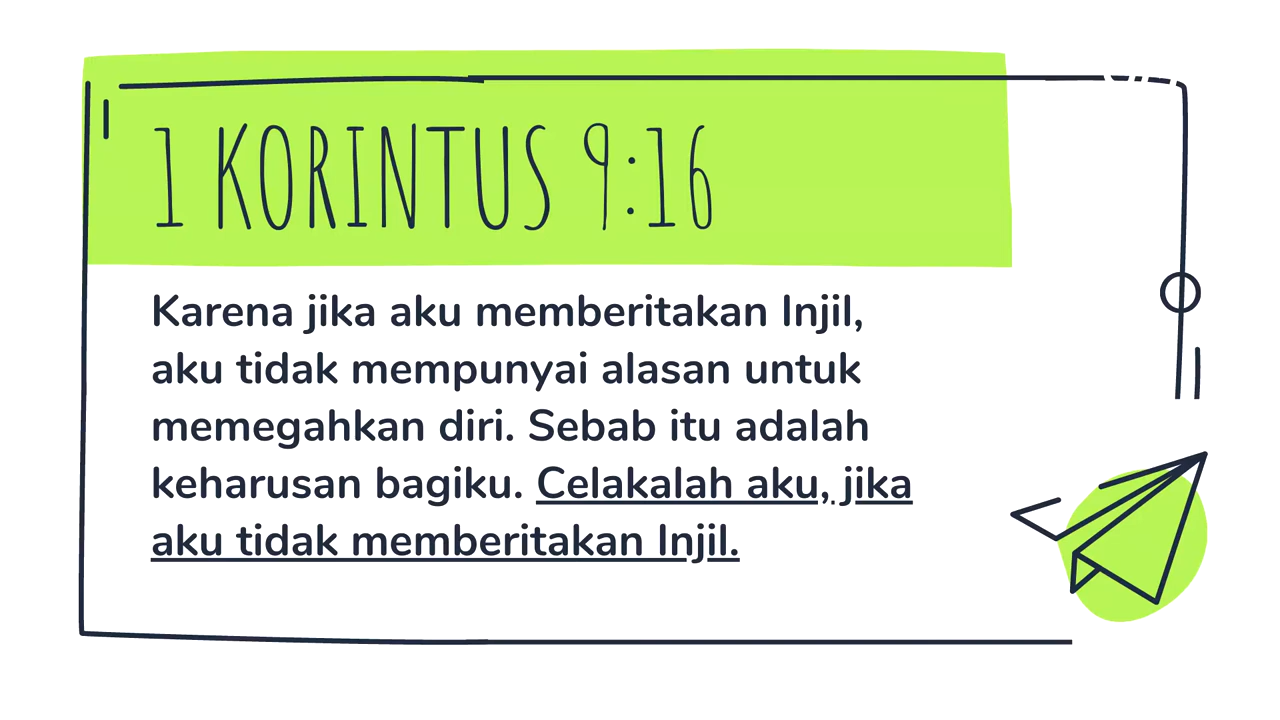 1 KORINTUS 9:16
Karena jika aku memberitakan Injil,
aku tidak mempunyai alasan untuk
memegahkan diri. Sebab itu adalah
keharusan bagiku. Celakalah aku, jika
aku tidak memberitakan Injil.